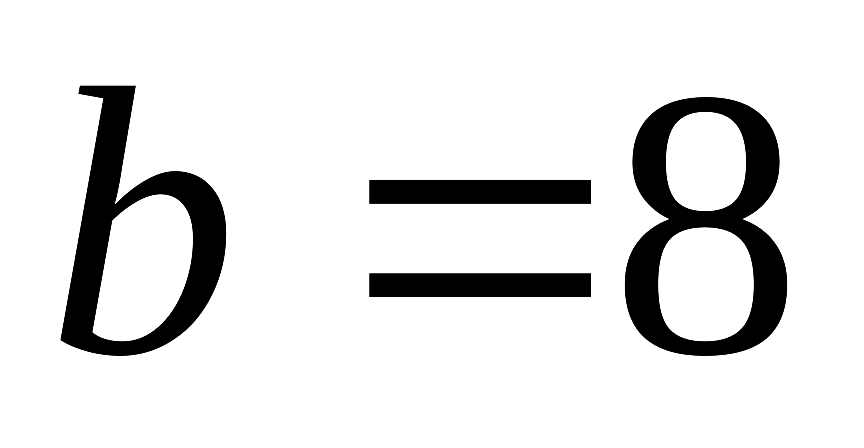 b = 8